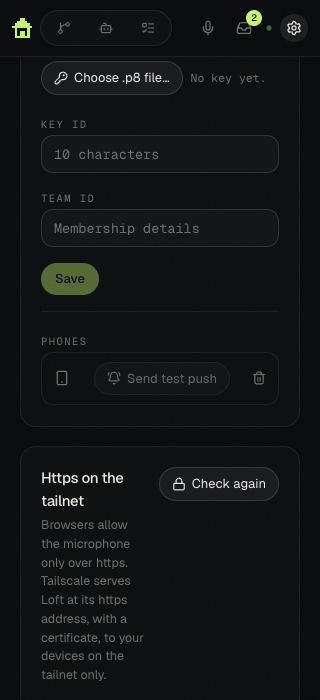 2
Choose .p8 file… No key yet.
KEY ID
10 characters
TEAM ID
Membership details
Save
PHONES
Send test push
Https on the
tailnet
Check again
Browsers allow
the microphone
only over https.
Tailscale serves
Loft at its https
address, with a
certificate, to your
devices on the
tailnet only.